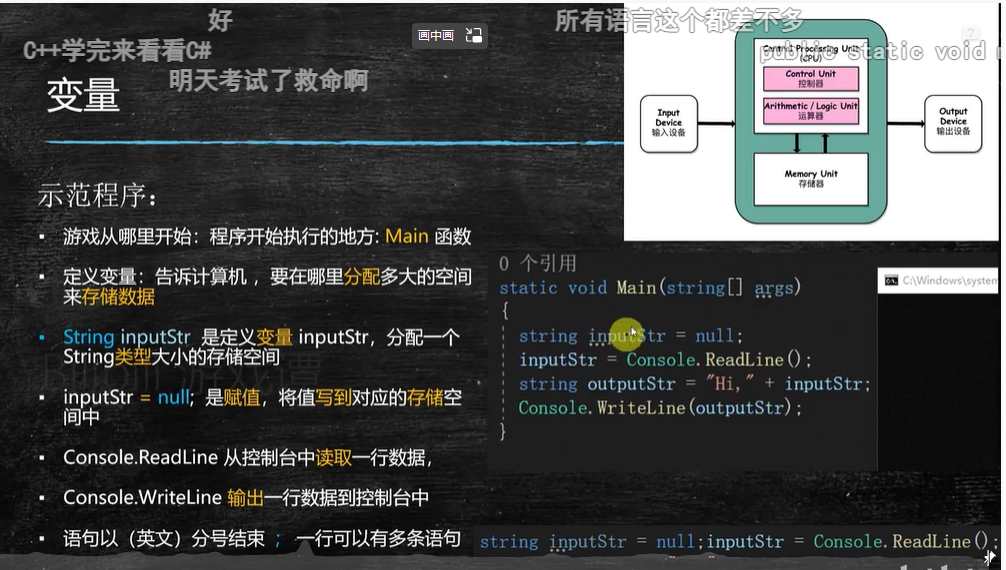 好
所有语言这个都差不多
画中画
C++学完来看看C#
public static void
明天考试了救命啊
变量
Control Processing Unit
(CPU)
Control Unit
控制器
Arithmetic / Logic Unit
运算器
Input
Device
输入设备
Output
Device
输出设备
Memory Unit
存储器
示范程序：
▪ 游戏从哪里开始：程序开始执行的地方: Main 函数
▪ 定义变量：告诉计算机 ，要在哪里分配多大的空间
来存储数据
▪ String inputStr 是定义变量 inputStr，分配一个
String类型大小的存储空间
▪ inputStr = null; 是赋值，将值写到对应的存储空
间中
▪ Console.ReadLine 从控制台中读取一行数据，
▪ Console.WriteLine 输出一行数据到控制台中
▪ 语句以（英文）分号结束 ； 一行可以有多条语句
0 个引用
static void Main(string[] args)
{
string inputStr = null;
inputStr = Console.ReadLine();
string outputStr = "Hi," + inputStr;
Console.WriteLine(outputStr);
}
C:\Windows\system
string inputStr = null;inputStr = Console.ReadLine();